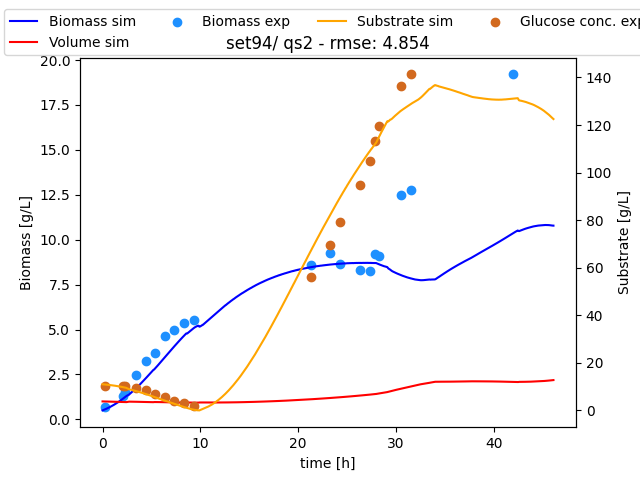 Biomass sim Biomass exp Substrate sim Glucose conc. exp
Volume sim
set94/ qs2 - rmse: 4.854
20.0
17.5
15.0
12.5
10.0
7.5
5.0
2.5
0.0
Biomass [g/L]
140
120
100
80
60
40
20
0
Substrate [g/L]
0 10 20 30 40
time [h]